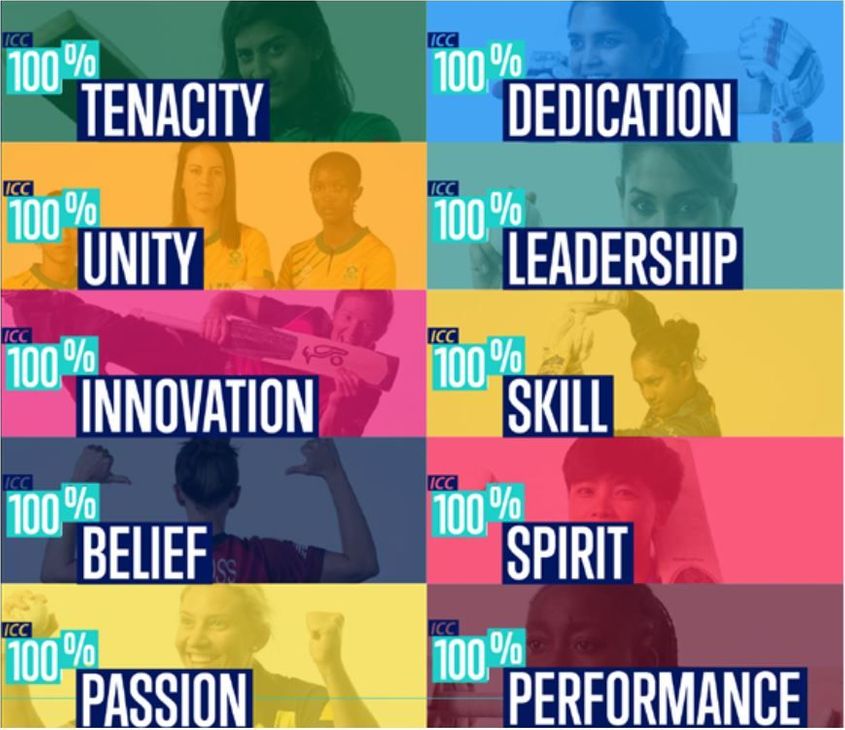 ICC
100%
TENACITY
ICC
100%
DEDICATION
ICC
100%
UNITY
ICC
100%
LEADERSHIP
ICC
100%
INNOVATION
ICC
100%
SKILL
ICC
100%
BELIEF
ICC
100%
SPIRIT
ICC
100%
PASSION
ICC
100%
PERFORMANCE